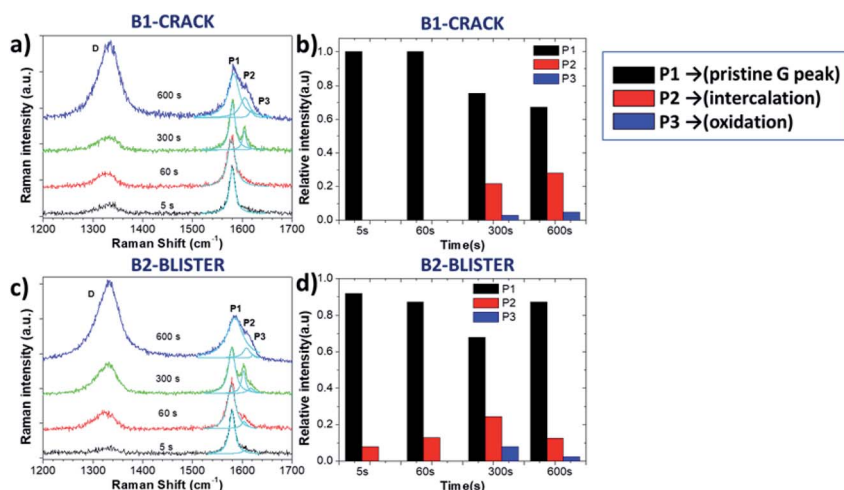 B1-CRACK
a)
D
P1
P2
P3
600 s
300 s
60 s
5 s
Raman intensity (a.u.)
1200 1300 1400 1500 1600 1700
Raman Shift (cm-1)
B1-CRACK
b)
P1
P2
P3
Relative intensity(a.u)
1.0
0.8
0.6
0.4
0.2
0.0
5s 60s 300s 600s
Time(s)
P1 →(pristine G peak)
P2 →(intercalation)
P3 →(oxidation)
B2-BLISTER
c)
D
P1
P2
P3
600 s
300 s
60 s
5 s
Raman intensity (a.u.)
1200 1300 1400 1500 1600 1700
Raman Shift (cm-1)
B2-BLISTER
d)
P1
P2
P3
Relative intensity(a.u)
1.0
0.8
0.6
0.4
0.2
0.0
5s 60s 300s 600s
Time(s)